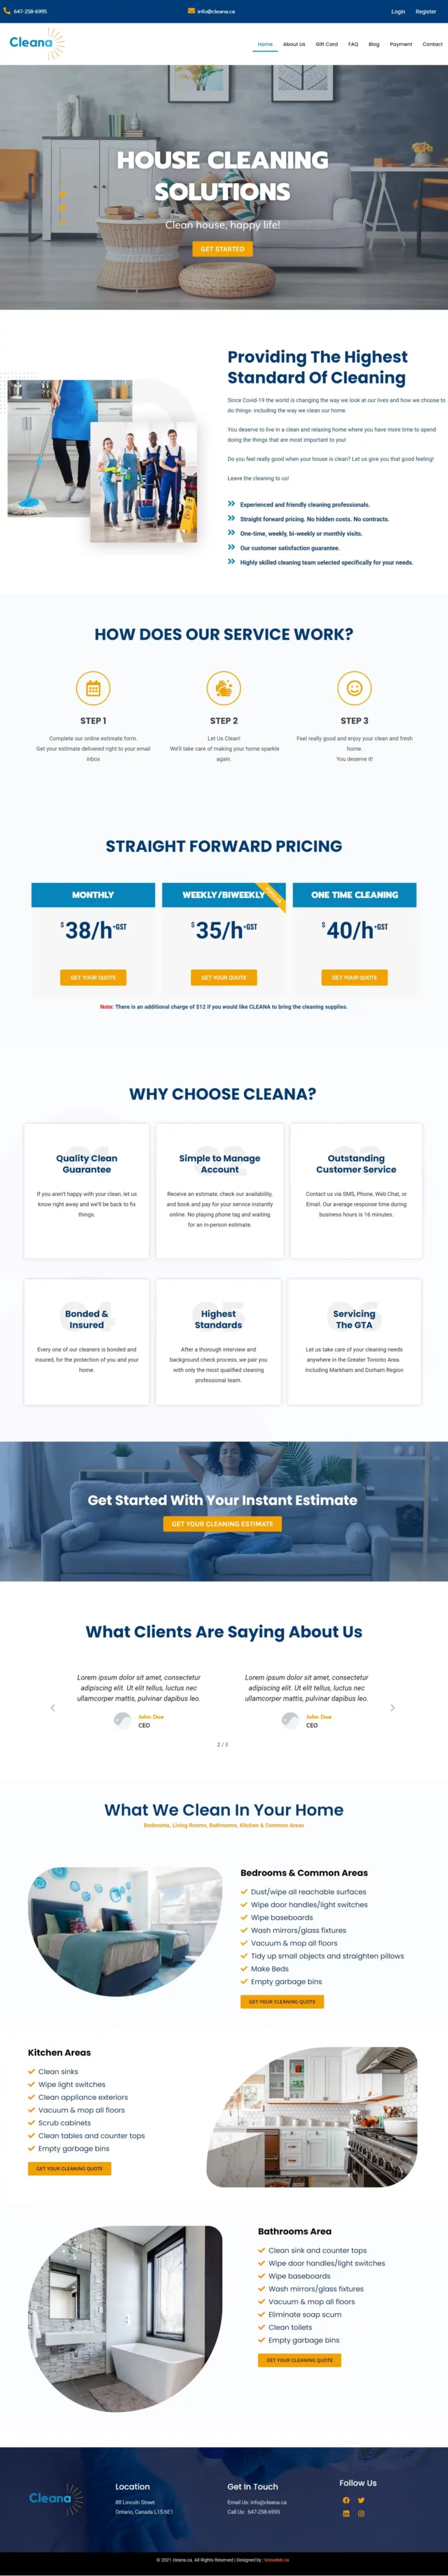 647-258-6995
info@cleana.ca
Login Register
Cleana
Home About Us Gift Card FAQ Blog Payment Contact
HOUSE CLEANING
SOLUTIONS
Clean house, happy life!
GET STARTED
Providing The Highest
Standard Of Cleaning
Since Covid-19 the world is changing the way we look at our lives and how we choose to
do things- including the way we clean our home.
You deserve to live in a clean and relaxing home where you have more time to spend
doing the things that are most important to you!
Do you feel really good when your house is clean? Let us give you that good feeling!
Leave the cleaning to us!
Experienced and friendly cleaning professionals.
Straight forward pricing. No hidden costs. No contracts.
One-time, weekly, bi-weekly or monthly visits.
Our customer satisfaction guarantee.
Highly skilled cleaning team selected specifically for your needs.
HOW DOES OUR SERVICE WORK?
STEP 1
Complete our online estimate form.
Get your estimate delivered right to your email
inbox
STEP 2
Let Us Clean!
We'll take care of making your home sparkle
again.
STEP 3
Feel really good and enjoy your clean and fresh
home.
You deserve it!
STRAIGHT FORWARD PRICING
MONTHLY
$38/h+GST
GET YOUR QUOTE
WEEKLY/BIWEEKLY
POPULAR
$35/h+GST
GET YOUR QUOTE
ONE TIME CLEANING
$40/h+GST
GET YOUR QUOTE
Note: There is an additional charge of $12 if you would like CLEANA to bring the cleaning supplies.
WHY CHOOSE CLEANA?
Quality Clean
Guarantee
If you aren't happy with your clean, let us
know right away and we'll be back to fix
things.
Simple to Manage
Account
Receive an estimate, check our availability,
and book and pay for your service instantly
online. No playing phone tag and waiting
for an in-person estimate.
Outstanding
Customer Service
Contact us via SMS, Phone, Web Chat, or
Email. Our average response time during
business hours is 16 minutes.
Bonded &
Insured
Every one of our cleaners is bonded and
insured, for the protection of you and your
home.
Highest
Standards
After a thorough interview and
background check process, we pair you
with only the most qualified cleaning
professional team.
Servicing
The GTA
Let us take care of your cleaning needs
anywhere in the Greater Toronto Area.
Including Markham and Durham Region
Get Started With Your Instant Estimate
GET YOUR CLEANING ESTIMATE
What Clients Are Saying About Us
Lorem ipsum dolor sit amet, consectetur
adipiscing elit. Ut elit tellus, luctus nec
ullamcorper mattis, pulvinar dapibus leo.
John Doe
CEO
Lorem ipsum dolor sit amet, consectetur
adipiscing elit. Ut elit tellus, luctus nec
ullamcorper mattis, pulvinar dapibus leo.
John Doe
CEO
2 / 3
What We Clean In Your Home
Bedrooms, Living Rooms, Bathrooms, Kitchen & Common Areas
Bedrooms & Common Areas
Dust/wipe all reachable surfaces
Wipe door handles/light switches
Wipe baseboards
Wash mirrors/glass fixtures
Vacuum & mop all floors
Tidy up small objects and straighten pillows
Make Beds
Empty garbage bins
GET YOUR CLEANING QUOTE
Kitchen Areas
Clean sinks
Wipe light switches
Clean appliance exteriors
Vacuum & mop all floors
Scrub cabinets
Clean tables and counter tops
Empty garbage bins
GET YOUR CLEANING QUOTE
Bathrooms Area
Clean sink and counter tops
Wipe door handles/light switches
Wipe baseboards
Wash mirrors/glass fixtures
Vacuum & mop all floors
Eliminate soap scum
Clean toilets
Empty garbage bins
GET YOUR CLEANING QUOTE
Cleana
Location
88 Lincoln Street
Ontario, Canada L1S 6E1
Get In Touch
Email Us: info@cleana.ca
Call Us: 647-258-6995
Follow Us
© 2021 cleana.ca. All Rights Reserved | Designed by :